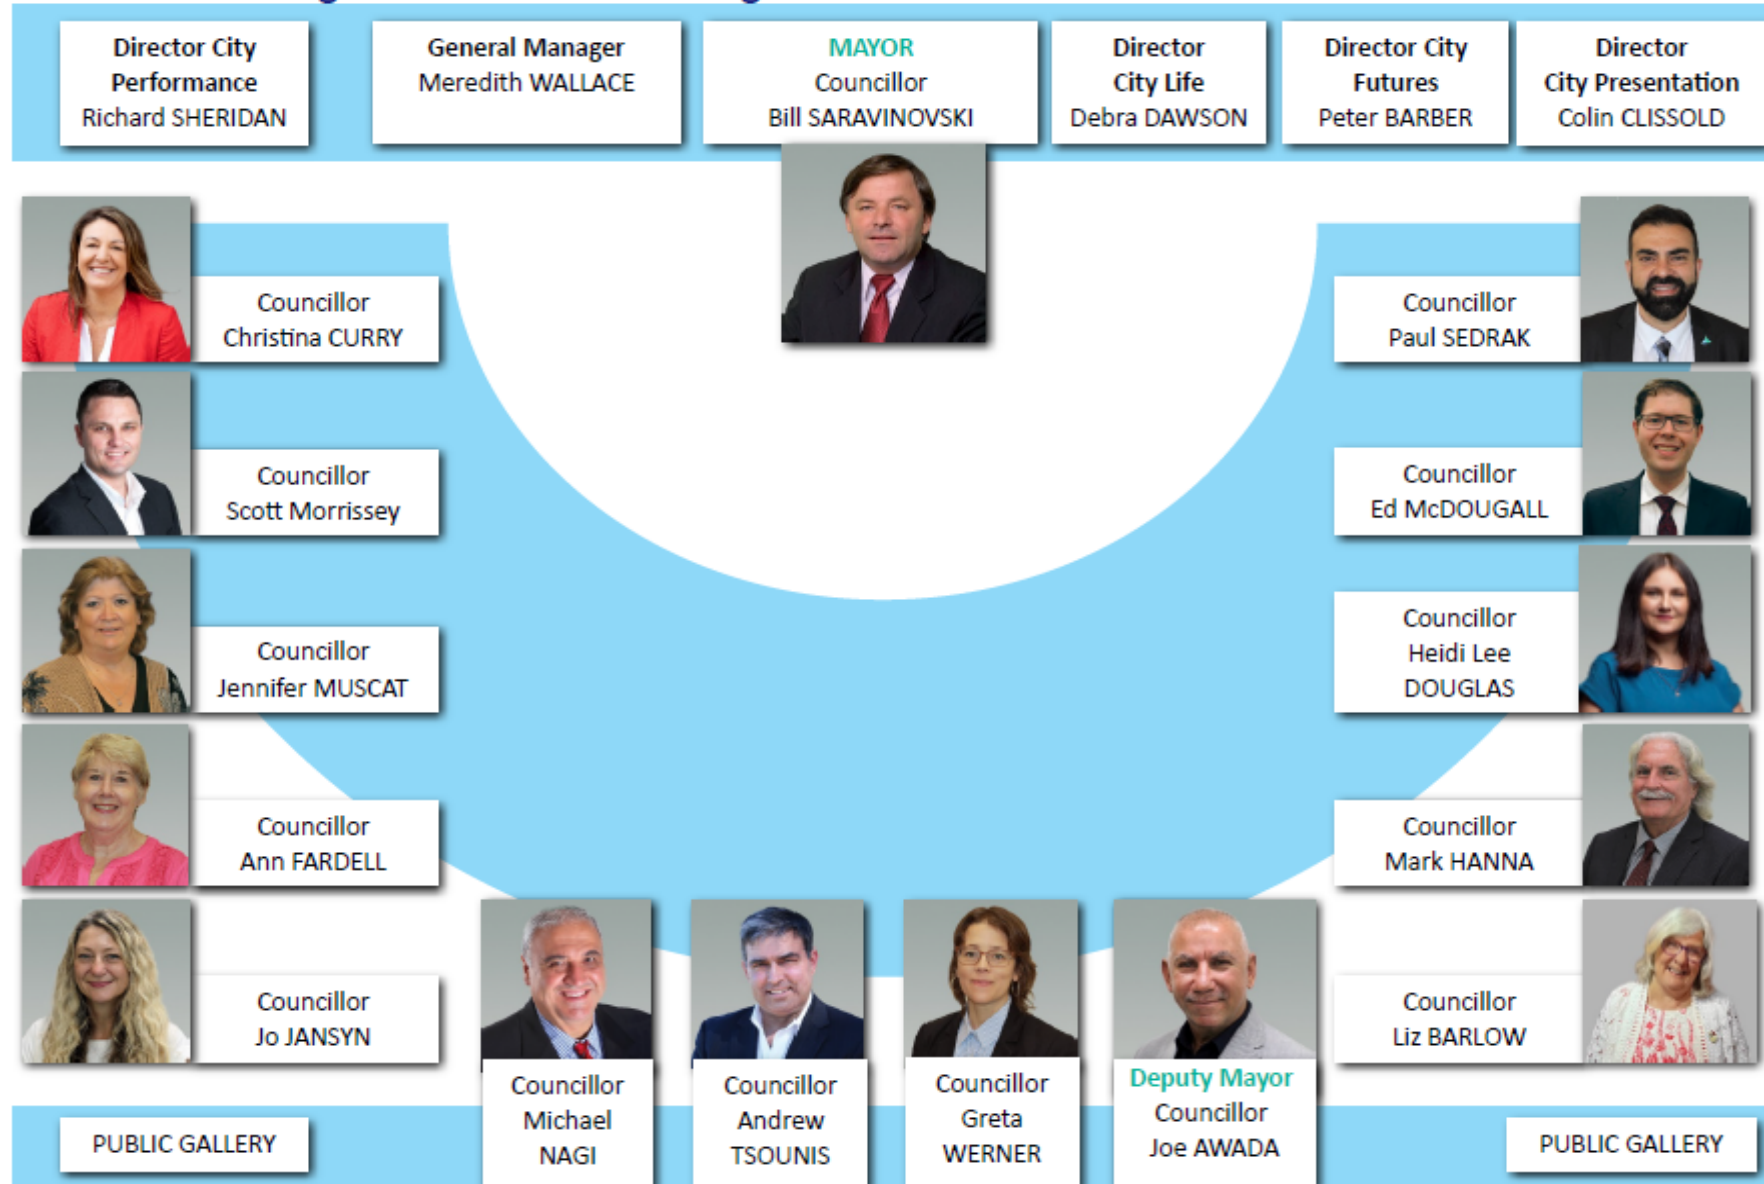 Director City
Performance
Richard SHERIDAN
General Manager
Meredith WALLACE
MAYOR
Councillor
Bill SARAVINOVSKI
Director
City Life
Debra DAWSON
Director City
Futures
Peter BARBER
Director
City Presentation
Colin CLISSOLD
Councillor
Christina CURRY
Councillor
Paul SEDRAK
Councillor
Scott Morrissey
Councillor
Ed McDOUGALL
Councillor
Jennifer MUSCAT
Councillor
Heidi Lee
DOUGLAS
Councillor
Ann FARDELL
Councillor
Mark HANNA
Councillor
Jo JANSYN
Councillor
Liz BARLOW
Councillor
Michael
NAGI
Councillor
Andrew
TSOUNIS
Councillor
Greta
WERNER
Deputy Mayor
Councillor
Joe AWADA
PUBLIC GALLERY
PUBLIC GALLERY